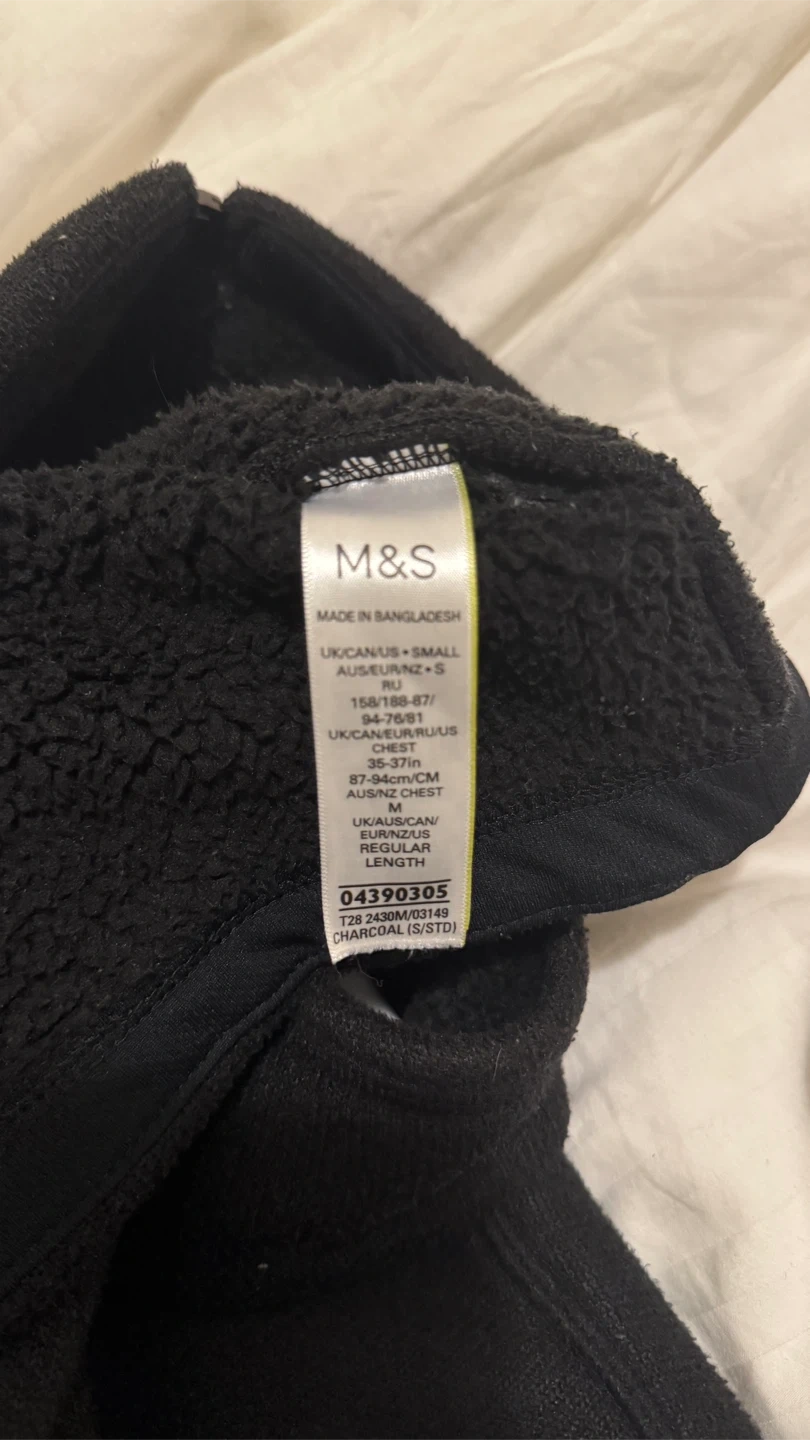 M&S
MADE IN BANGLADESH
UK/CAN/US • SMALL
AUS/EUR/NZ • S
RU
158/188-87/
94-76/81
UK/CAN/EUR/RU/US
CHEST
35-37in
87-94cm/CM
AUS/NZ CHEST
M
UK/AUS/CAN/
EUR/NZ/US
REGULAR
LENGTH
04390305
T28 2430M/03149
CHARCOAL (S/STD)